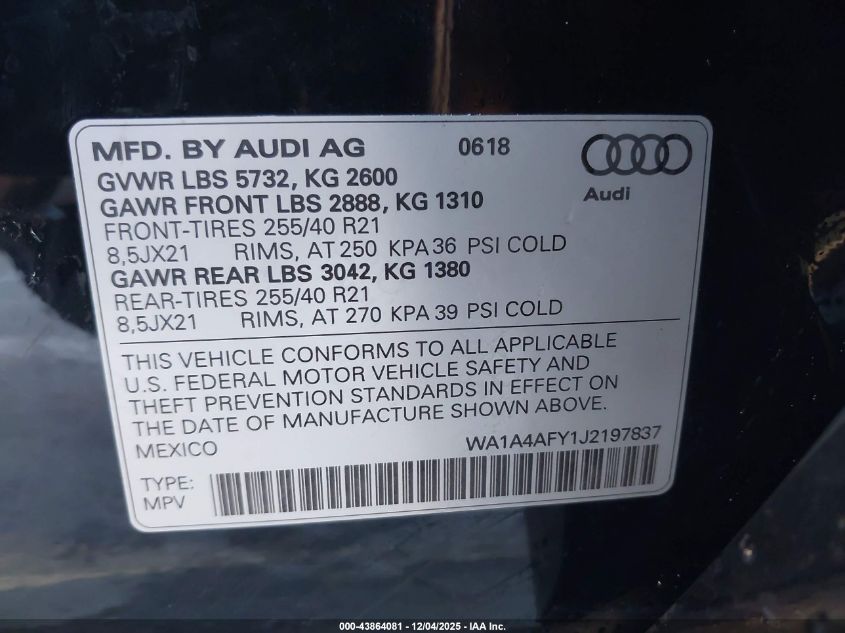 MFD. BY AUDI AG 0618
Audi
GVWR LBS 5732, KG 2600
GAWR FRONT LBS 2888, KG 1310
FRONT-TIRES 255/40 R21
8,5JX21 RIMS, AT 250 KPA 36 PSI COLD
GAWR REAR LBS 3042, KG 1380
REAR-TIRES 255/40 R21
8,5JX21 RIMS, AT 270 KPA 39 PSI COLD
THIS VEHICLE CONFORMS TO ALL APPLICABLE
U.S. FEDERAL MOTOR VEHICLE SAFETY AND
THEFT PREVENTION STANDARDS IN EFFECT ON
THE DATE OF MANUFACTURE SHOWN ABOVE.
MEXICO WA1A4AFY1J2197837
TYPE:
MPV
000-43864081 - 12/04/2025 - IAA Inc.